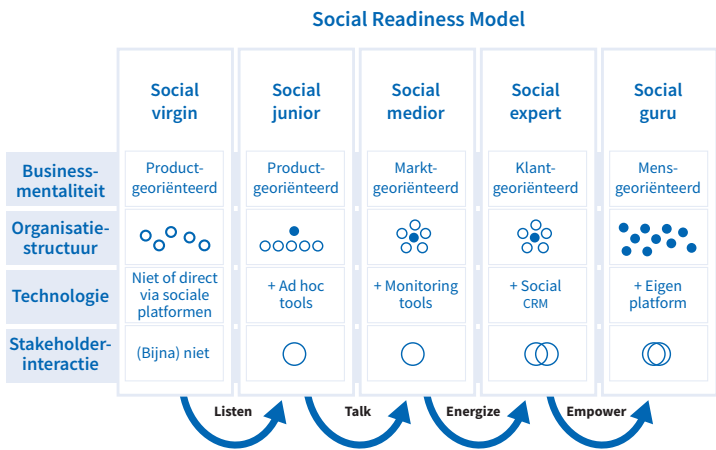 Social Readiness Model
Social
virgin
Social
junior
Social
medior
Social
expert
Social
guru
Business-
mentaliteit
Product-
georiënteerd
Product-
georiënteerd
Markt-
georiënteerd
Klant-
georiënteerd
Mens-
georiënteerd
Organisatie-
structuur
Technologie
Niet of direct
via sociale
platformen
+ Ad hoc
tools
+ Monitoring
tools
+ Social
CRM
+ Eigen
platform
Stakeholder-
interactie
(Bijna) niet
Listen
Talk
Energize
Empower